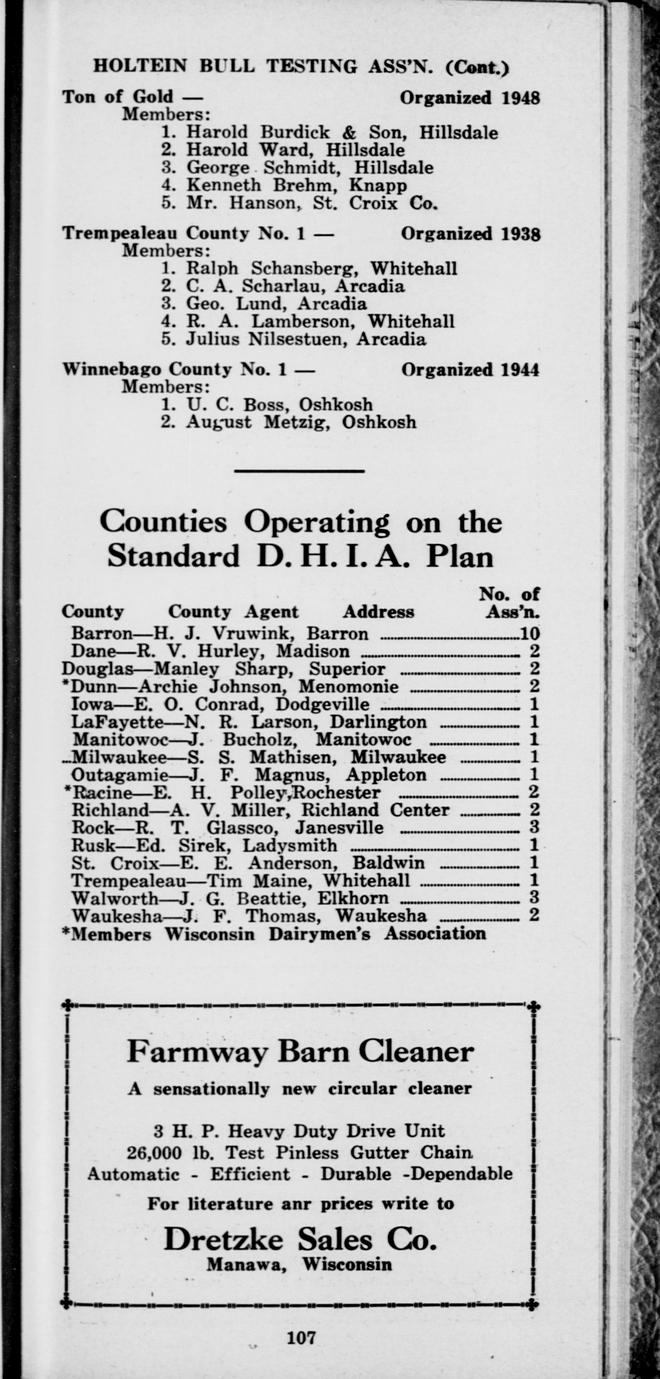 HOLTEIN BULL TESTING ASS'N. (Cont.)
Ton of Gold — Organized 1948
Members:
1. Harold Burdick & Son, Hillsdale
2. Harold Ward, Hillsdale
3. George Schmidt, Hillsdale
4. Kenneth Brehm, Knapp
5. Mr. Hanson, St. Croix Co.
Trempealeau County No. 1 — Organized 1938
Members:
1. Ralph Schansberg, Whitehall
2. C. A. Scharlau, Arcadia
3. Geo. Lund, Arcadia
4. R. A. Lamberson, Whitehall
5. Julius Nilsestuen, Arcadia
Winnebago County No. 1 — Organized 1944
Members:
1. U. C. Boss, Oshkosh
2. August Metzig, Oshkosh
Counties Operating on the
Standard D. H. I. A. Plan
No. of
County County Agent Address Ass'n.
Barron—H. J. Vruwink, Barron ........10
Dane—R. V. Hurley, Madison ........ 2
Douglas—Manley Sharp, Superior ........ 2
*Dunn—Archie Johnson, Menomonie ........ 2
Iowa—E. O. Conrad, Dodgeville ........ 1
LaFayette—N. R. Larson, Darlington ........ 1
Manitowoc—J. Bucholz, Manitowoc ........ 1
..Milwaukee—S. S. Mathisen, Milwaukee ........ 1
Outagamie—J. F. Magnus, Appleton ........ 1
*Racine—E. H. Polley,Rochester ........ 2
Richland—A. V. Miller, Richland Center ........ 2
Rock—R. T. Glassco, Janesville ........ 3
Rusk—Ed. Sirek, Ladysmith ........ 1
St. Croix—E. E. Anderson, Baldwin ........ 1
Trempealeau—Tim Maine, Whitehall ........ 1
Walworth—J. G. Beattie, Elkhorn ........ 3
Waukesha—J. F. Thomas, Waukesha ........ 2
*Members Wisconsin Dairymen's Association
Farmway Barn Cleaner
A sensationally new circular cleaner
3 H. P. Heavy Duty Drive Unit
26,000 lb. Test Pinless Gutter Chain
Automatic - Efficient - Durable -Dependable
For literature anr prices write to
Dretzke Sales Co.
Manawa, Wisconsin
107